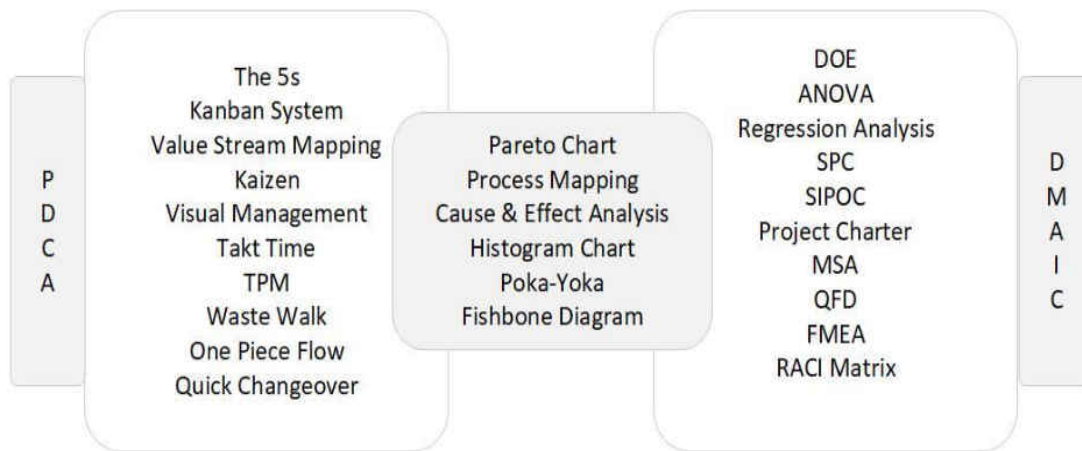 P
D
C
A
The 5s
Kanban System
Value Stream Mapping
Kaizen
Visual Management
Takt Time
TPM
Waste Walk
One Piece Flow
Quick Changeover
Pareto Chart
Process Mapping
Cause & Effect Analysis
Histogram Chart
Poka-Yoka
Fishbone Diagram
DOE
ANOVA
Regression Analysis
SPC
SIPOC
Project Charter
MSA
QFD
FMEA
RACI Matrix
D
M
A
I
C